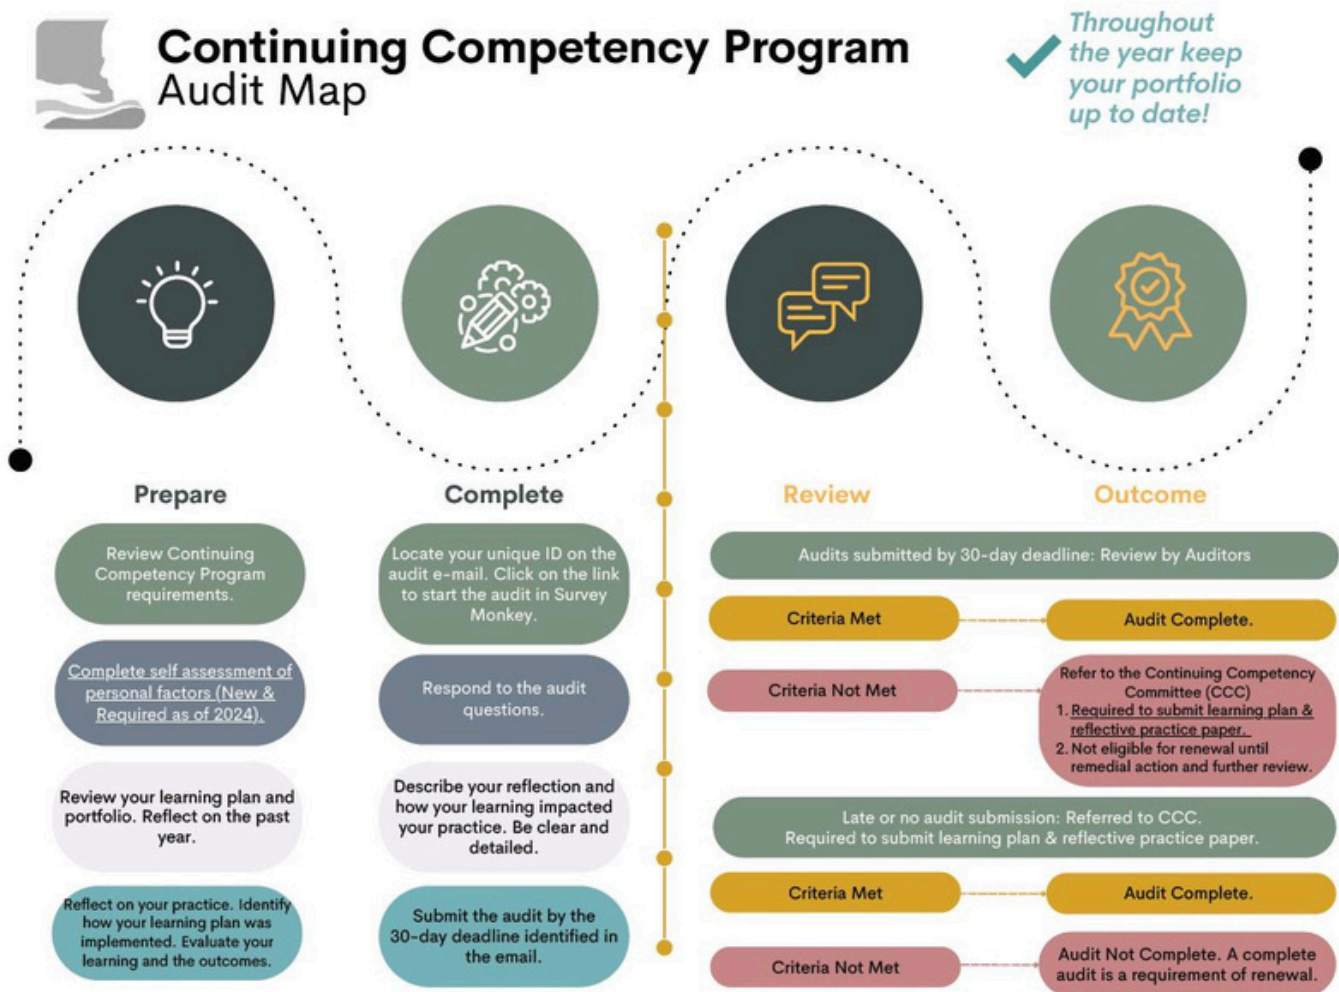 Continuing Competency Program
Audit Map
Throughout
the year keep
your portfolio
up to date!
Prepare
Review Continuing
Competency Program
requirements.
Complete self assessment of
personal factors (New &
Required as of 2024).
Review your learning plan and
portfolio. Reflect on the past
year.
Reflect on your practice. Identify
how your learning plan was
implemented. Evaluate your
learning and the outcomes.
Complete
Locate your unique ID on the
audit e-mail. Click on the link
to start the audit in Survey
Monkey.
Respond to the audit
questions.
Describe your reflection and
how your learning impacted
your practice. Be clear and
detailed.
Submit the audit by the
30-day deadline identified in
the email.
Review
Outcome
Audits submitted by 30-day deadline: Review by Auditors
Criteria Met
Audit Complete.
Criteria Not Met
Refer to the Continuing Competency
Committee (CCC)
1. Required to submit learning plan &
reflective practice paper.
2. Not eligible for renewal until
remedial action and further review.
Late or no audit submission: Referred to CCC.
Required to submit learning plan & reflective practice paper.
Criteria Met
Audit Complete.
Criteria Not Met
Audit Not Complete. A complete
audit is a requirement of renewal.